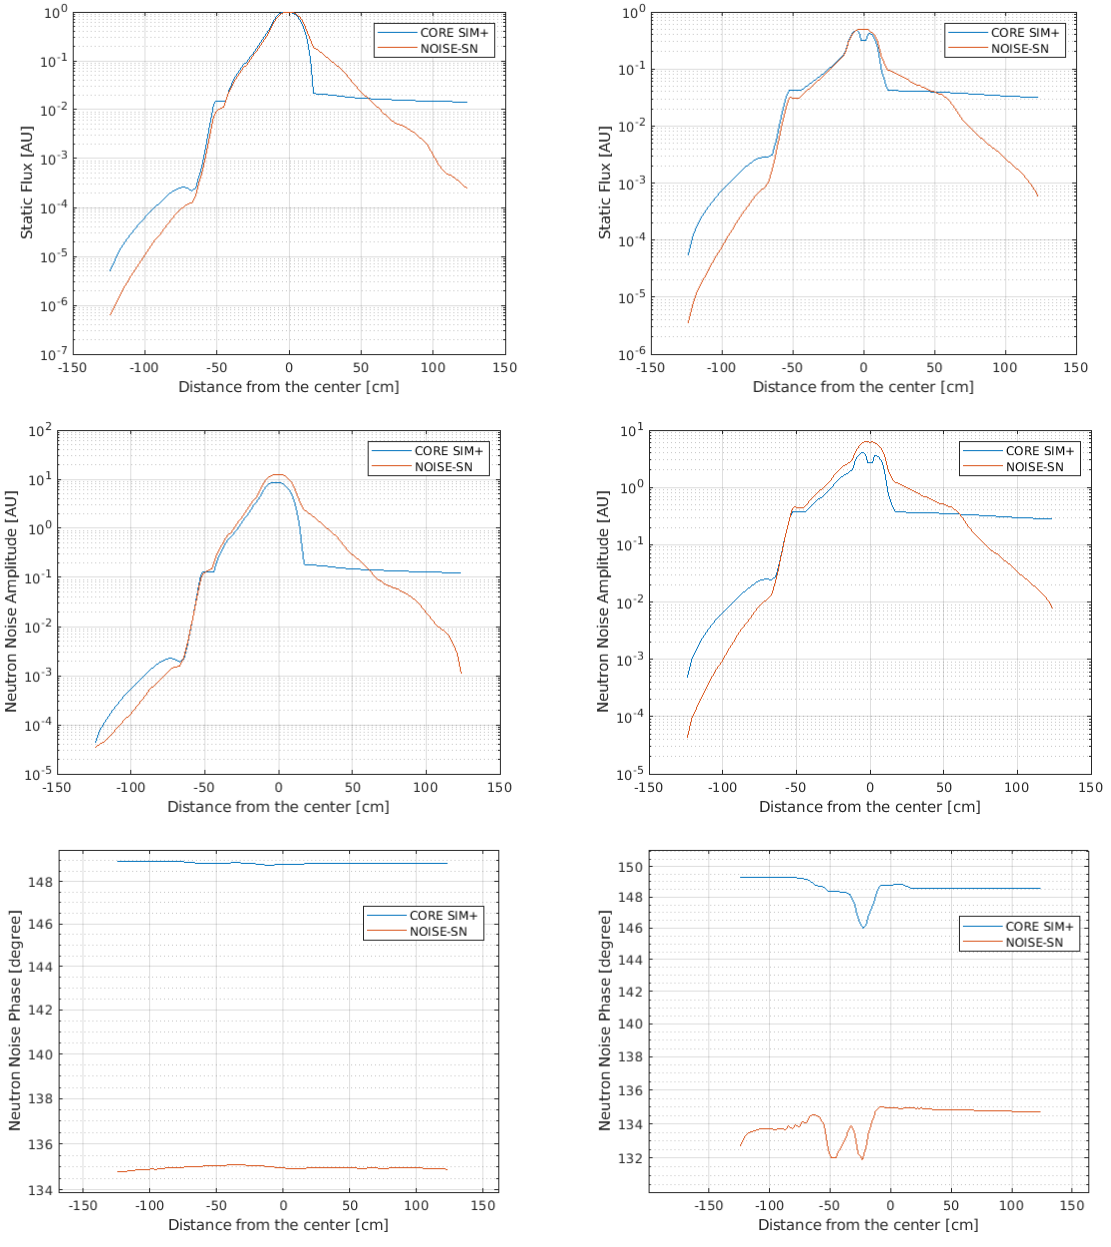 10^0
10^-1
10^-2
10^-3
10^-4
10^-5
10^-6
10^-7
Static Flux [AU]
CORE SIM+
NOISE-SN
-150 -100 -50 0 50 100 150
Distance from the center [cm]
10^0
10^-1
10^-2
10^-3
10^-4
10^-5
10^-6
Static Flux [AU]
CORE SIM+
NOISE-SN
-150 -100 -50 0 50 100 150
Distance from the center [cm]
10^2
10^1
10^0
10^-1
10^-2
10^-3
10^-4
10^-5
Neutron Noise Amplitude [AU]
CORE SIM+
NOISE-SN
-150 -100 -50 0 50 100 150
Distance from the center [cm]
10^1
10^0
10^-1
10^-2
10^-3
10^-4
10^-5
Neutron Noise Amplitude [AU]
CORE SIM+
NOISE-SN
-150 -100 -50 0 50 100 150
Distance from the center [cm]
148
146
144
142
140
138
136
134
Neutron Noise Phase [degree]
CORE SIM+
NOISE-SN
-150 -100 -50 0 50 100 150
Distance from the center [cm]
150
148
146
144
142
140
138
136
134
132
Neutron Noise Phase [degree]
CORE SIM+
NOISE-SN
-150 -100 -50 0 50 100 150
Distance from the center [cm]